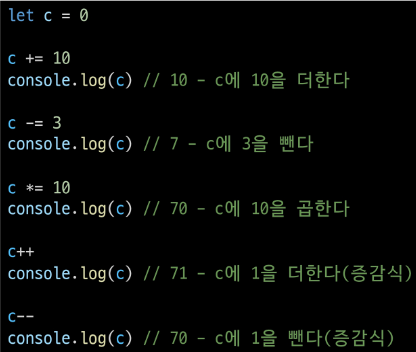 let c = 0
c += 10
console.log(c) // 10 - c에 10을 더한다
c -= 3
console.log(c) // 7 - c에 3을 뺀다
c *= 10
console.log(c) // 70 - c에 10을 곱한다
c++
console.log(c) // 71 - c에 1을 더한다(증감식)
c--
console.log(c) // 70 - c에 1을 뺀다(증감식)